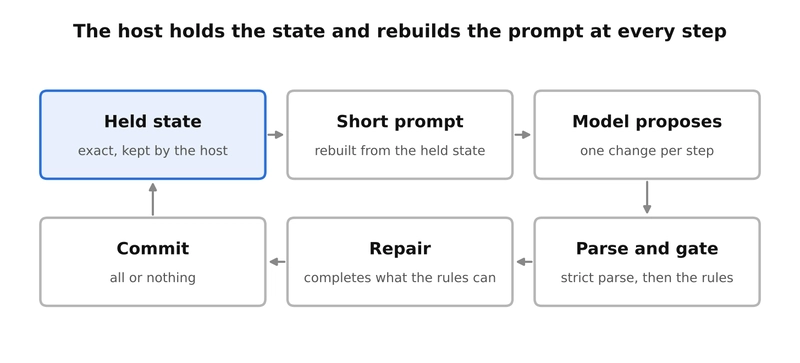 The host holds the state and rebuilds the prompt at every step
Held state
exact, kept by the host
Short prompt
rebuilt from the held state
Model proposes
one change per step
Commit
all or nothing
Repair
completes what the rules can
Parse and gate
strict parse, then the rules